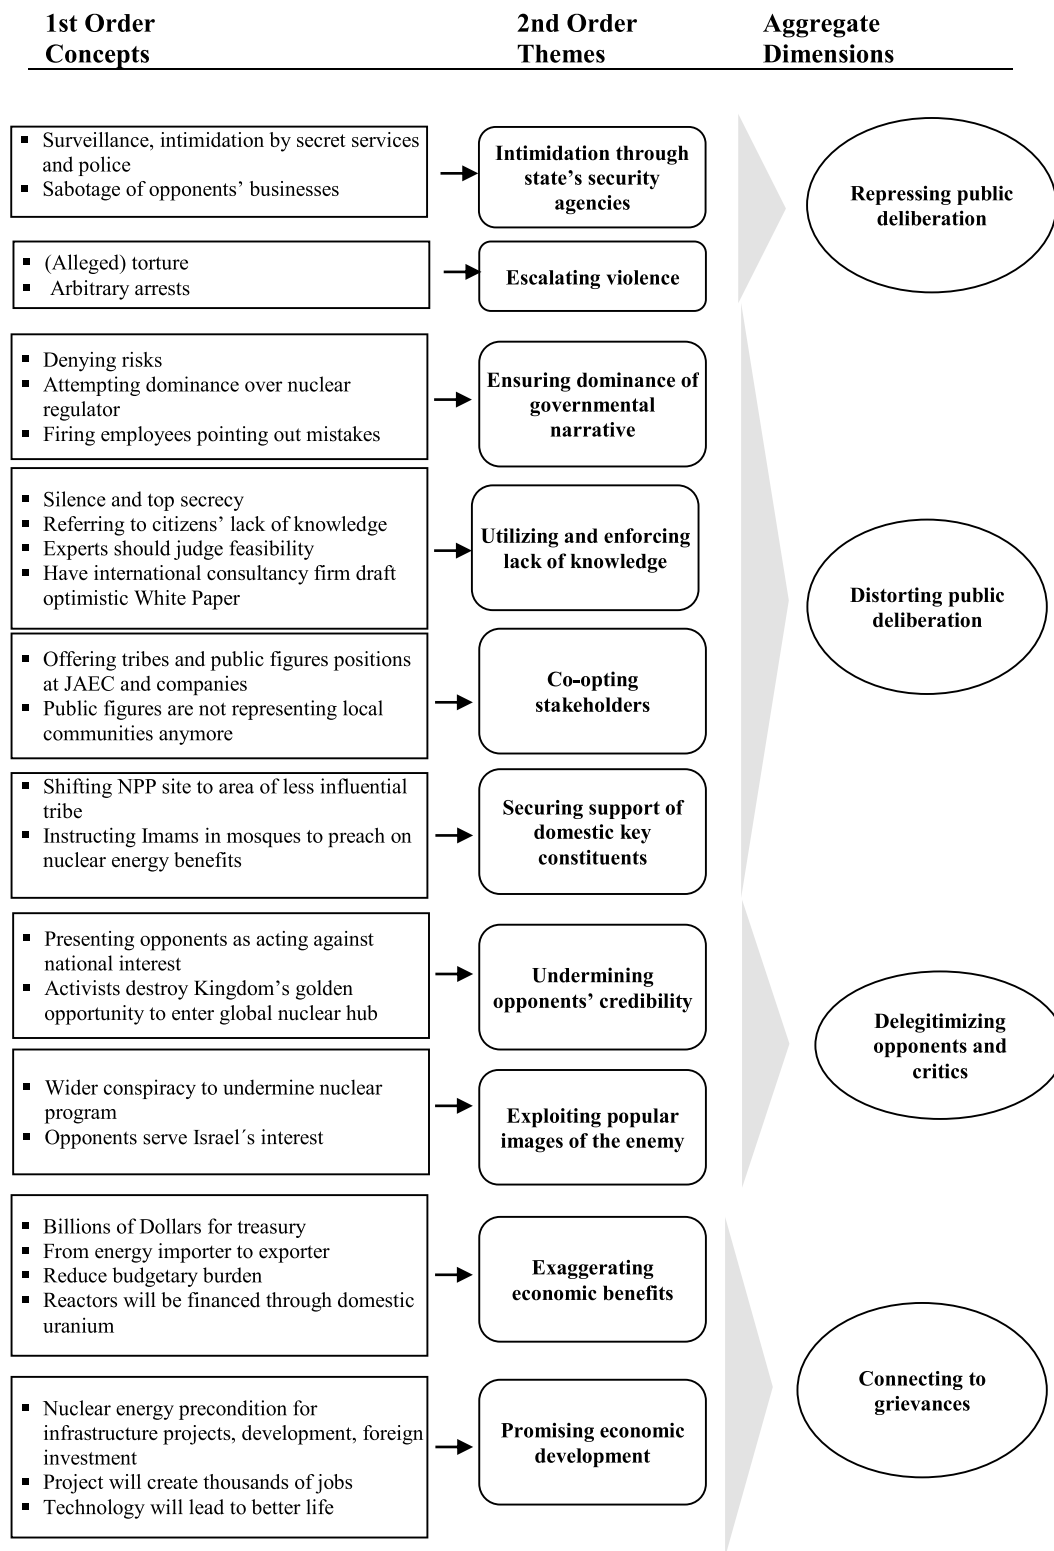 1st Order
Concepts
2nd Order
Themes
Aggregate
Dimensions
▪ Surveillance, intimidation by secret services
and police
▪ Sabotage of opponents’ businesses
Intimidation through
state’s security
agencies
Repressing public
deliberation
▪ (Alleged) torture
▪ Arbitrary arrests
Escalating violence
▪ Denying risks
▪ Attempting dominance over nuclear
regulator
▪ Firing employees pointing out mistakes
Ensuring dominance of
governmental
narrative
▪ Silence and top secrecy
▪ Referring to citizens’ lack of knowledge
▪ Experts should judge feasibility
▪ Have international consultancy firm draft
optimistic White Paper
Utilizing and enforcing
lack of knowledge
Distorting public
deliberation
▪ Offering tribes and public figures positions
at JAEC and companies
▪ Public figures are not representing local
communities anymore
Co-opting
stakeholders
▪ Shifting NPP site to area of less influential
tribe
▪ Instructing Imams in mosques to preach on
nuclear energy benefits
Securing support of
domestic key
constituents
▪ Presenting opponents as acting against
national interest
▪ Activists destroy Kingdom’s golden
opportunity to enter global nuclear hub
Undermining
opponents’ credibility
Delegitimizing
opponents and
critics
▪ Wider conspiracy to undermine nuclear
program
▪ Opponents serve Israel´s interest
Exploiting popular
images of the enemy
▪ Billions of Dollars for treasury
▪ From energy importer to exporter
▪ Reduce budgetary burden
▪ Reactors will be financed through domestic
uranium
Exaggerating
economic benefits
Connecting to
grievances
▪ Nuclear energy precondition for
infrastructure projects, development, foreign
investment
▪ Project will create thousands of jobs
▪ Technology will lead to better life
Promising economic
development